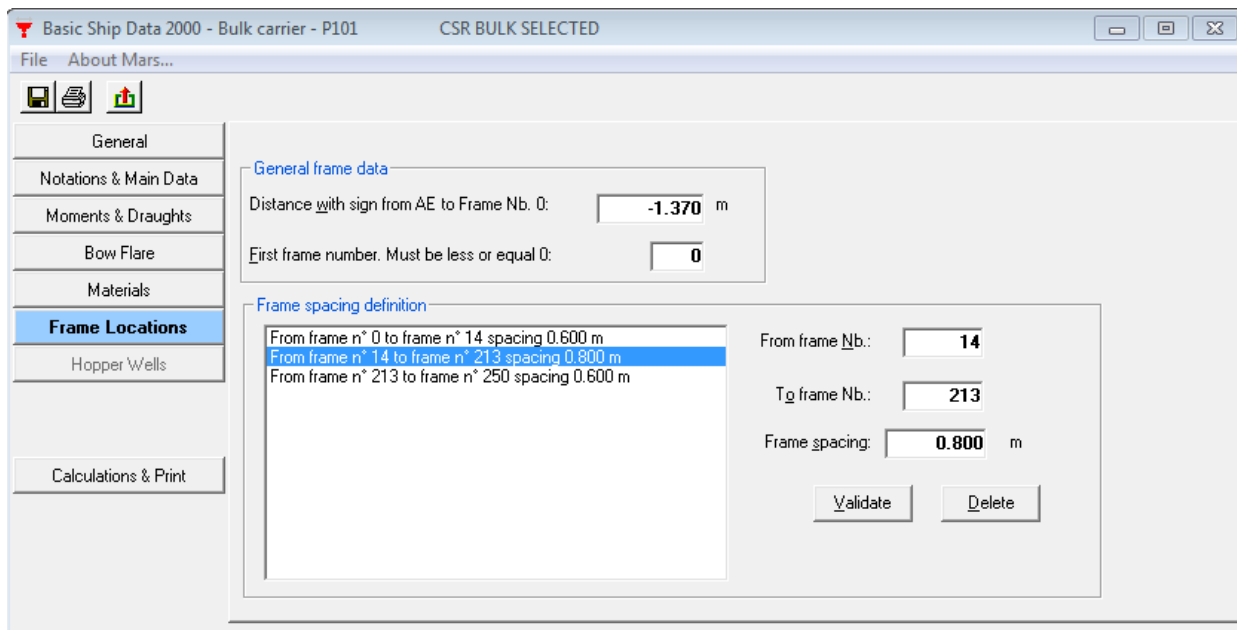 Basic Ship Data 2000 - Bulk carrier - P101 CSR BULK SELECTED
File About Mars...
General
Notations & Main Data
Moments & Draughts
Bow Flare
Materials
Frame Locations
Hopper Wells
Calculations & Print
General frame data
Distance with sign from AE to Frame Nb. 0: -1.370 m
First frame number. Must be less or equal 0: 0
Frame spacing definition
From frame n° 0 to frame n° 14 spacing 0.600 m
From frame n° 14 to frame n° 213 spacing 0.800 m
From frame n° 213 to frame n° 250 spacing 0.600 m
From frame Nb.: 14
To frame Nb.: 213
Frame spacing: 0.800 m
Validate Delete